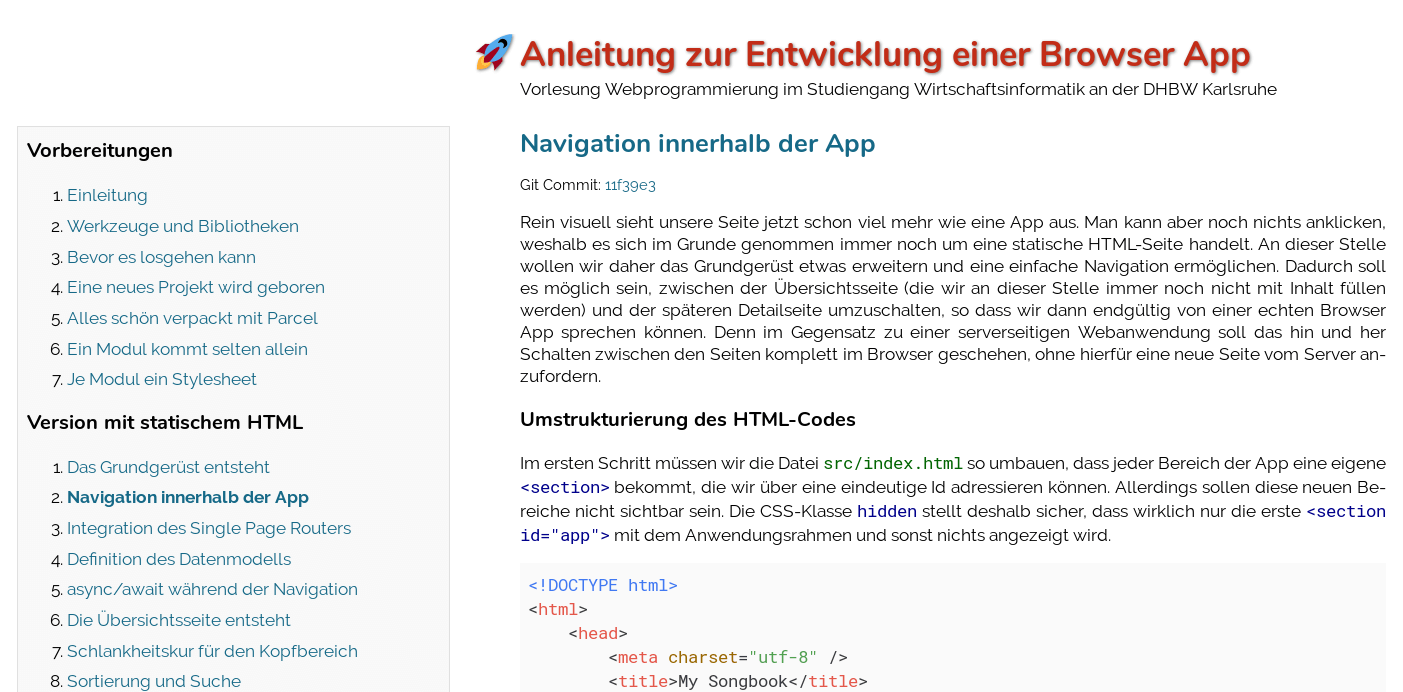 Anleitung zur Entwicklung einer Browser App
Vorlesung Webprogrammierung im Studiengang Wirtschaftsinformatik an der DHBW Karlsruhe
Vorbereitungen
1. Einleitung
2. Werkzeuge und Bibliotheken
3. Bevor es losgehen kann
4. Eine neues Projekt wird geboren
5. Alles schön verpackt mit Parcel
6. Ein Modul kommt selten allein
7. Je Modul ein Stylesheet
Version mit statischem HTML
1. Das Grundgerüst entsteht
2. Navigation innerhalb der App
3. Integration des Single Page Routers
4. Definition des Datenmodells
5. async/await während der Navigation
6. Die Übersichtsseite entsteht
7. Schlankheitskur für den Kopfbereich
8. Sortierung und Suche
Navigation innerhalb der App
Git Commit: 11f39e3
Rein visuell sieht unsere Seite jetzt schon viel mehr wie eine App aus. Man kann aber noch nichts anklicken,
weshalb es sich im Grunde genommen immer noch um eine statische HTML-Seite handelt. An dieser Stelle
wollen wir daher das Grundgerüst etwas erweitern und eine einfache Navigation ermöglichen. Dadurch soll
es möglich sein, zwischen der Übersichtsseite (die wir an dieser Stelle immer noch nicht mit Inhalt füllen
werden) und der späteren Detailseite umzuschalten, so dass wir dann endgültig von einer echten Browser
App sprechen können. Denn im Gegensatz zu einer serverseitigen Webanwendung soll das hin und her
Schalten zwischen den Seiten komplett im Browser geschehen, ohne hierfür eine neue Seite vom Server an-
zufordern.
Umstrukturierung des HTML-Codes
Im ersten Schritt müssen wir die Datei src/index.html so umbauen, dass jeder Bereich der App eine eigene
<section> bekommt, die wir über eine eindeutige Id adressieren können. Allerdings sollen diese neuen Be-
reiche nicht sichtbar sein. Die CSS-Klasse hidden stellt deshalb sicher, dass wirklich nur die erste <section
id="app"> mit dem Anwendungsrahmen und sonst nichts angezeigt wird.
<!DOCTYPE html>
<html>
    <head>
        <meta charset="utf-8" />
        <title>My Songbook</title>